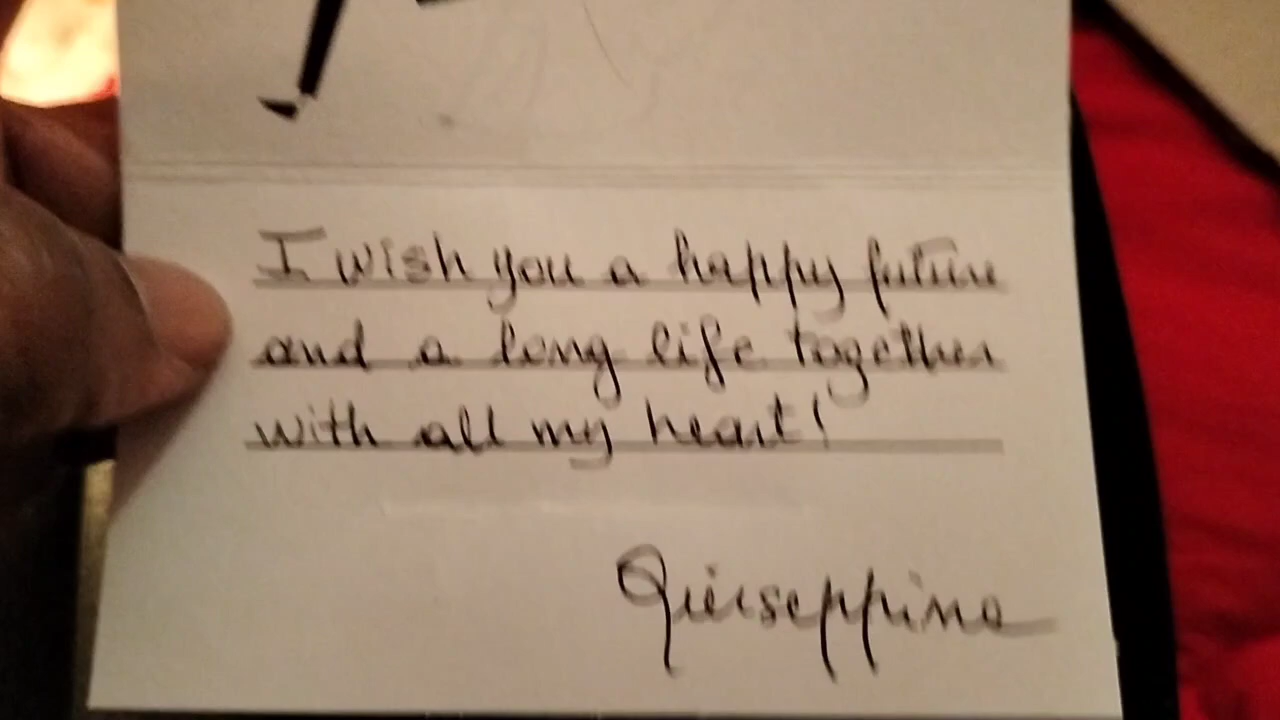 I wish you a happy future
and a long life together
with all my heart!
Giuseppina